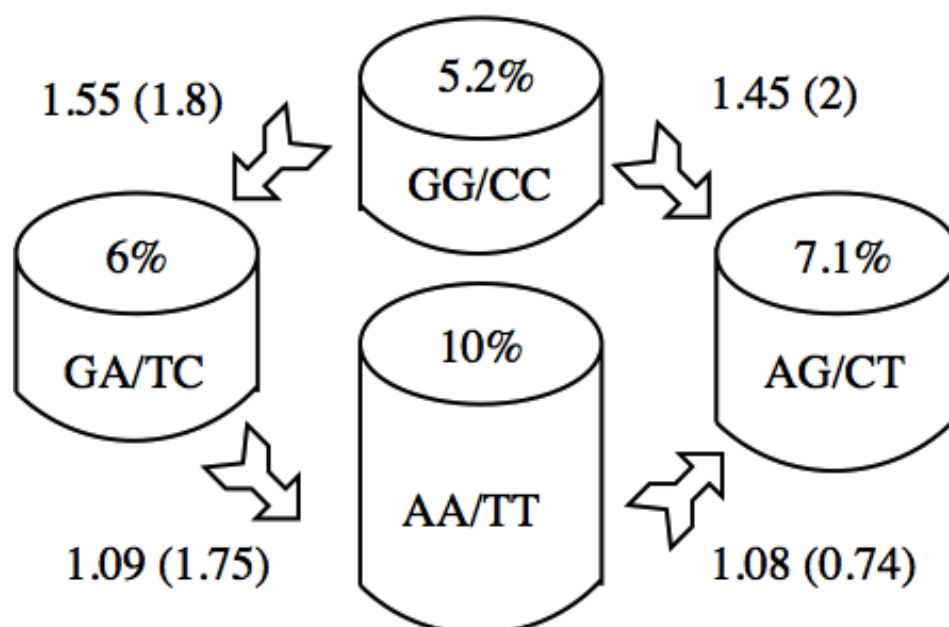 5.2%
1.55 (1.8)
1.45 (2)
GG/CC
6%
7.1%
10%
GA/TC
AG/CT
AA/TT
1.09 (1.75)
1.08 (0.74)